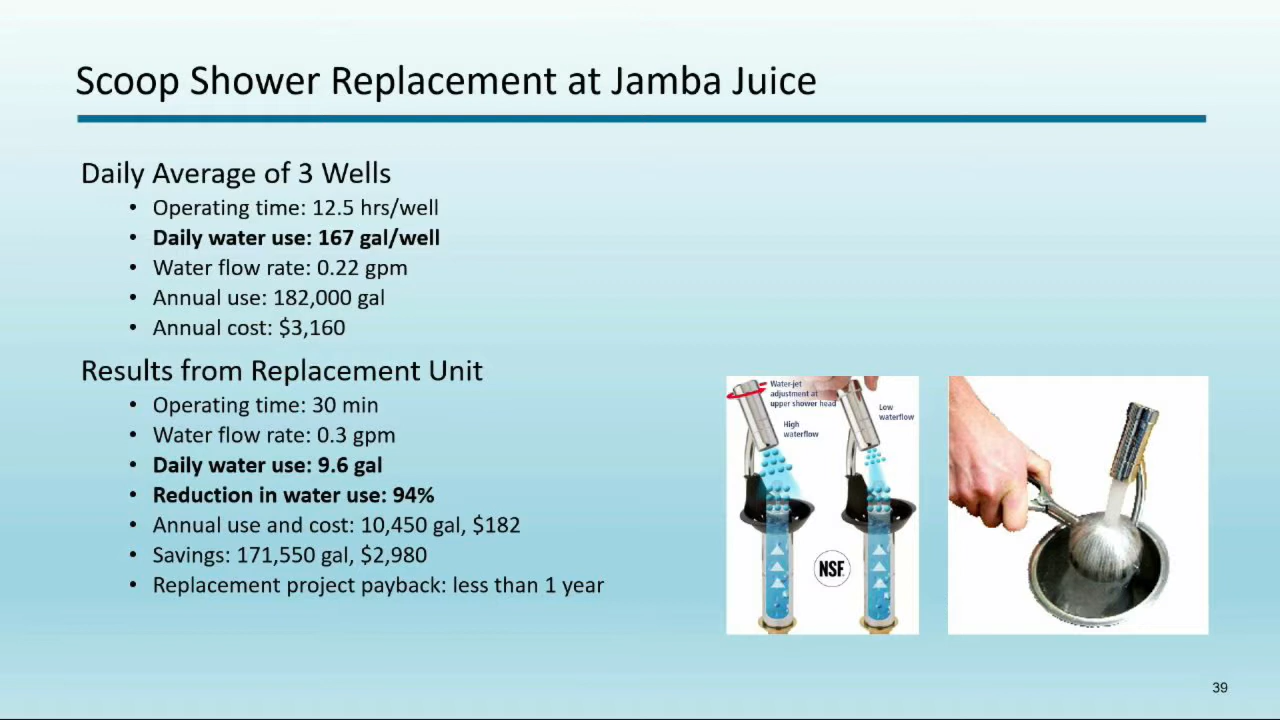 Scoop Shower Replacement at Jamba Juice
Daily Average of 3 Wells
• Operating time: 12.5 hrs/well
• Daily water use: 167 gal/well
• Water flow rate: 0.22 gpm
• Annual use: 182,000 gal
• Annual cost: $3,160
Results from Replacement Unit
• Operating time: 30 min
• Water flow rate: 0.3 gpm
• Daily water use: 9.6 gal
• Reduction in water use: 94%
• Annual use and cost: 10,450 gal, $182
• Savings: 171,550 gal, $2,980
• Replacement project payback: less than 1 year
Water-jet
adjustment at
upper shower head
High
waterflow
Low
waterflow
NSF
39